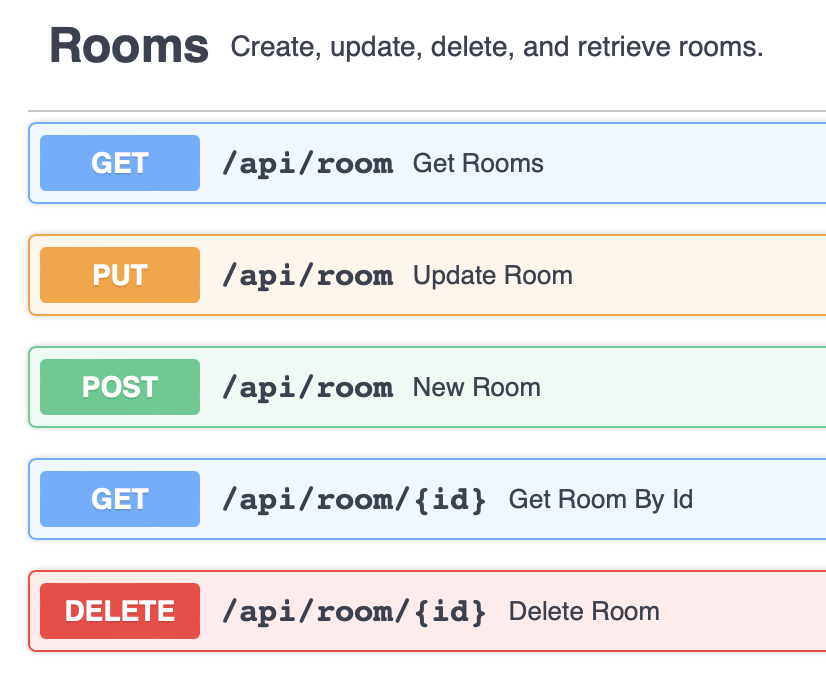 Rooms Create, update, delete, and retrieve rooms.
GET /api/room Get Rooms
PUT /api/room Update Room
POST /api/room New Room
GET /api/room/{id} Get Room By Id
DELETE /api/room/{id} Delete Room